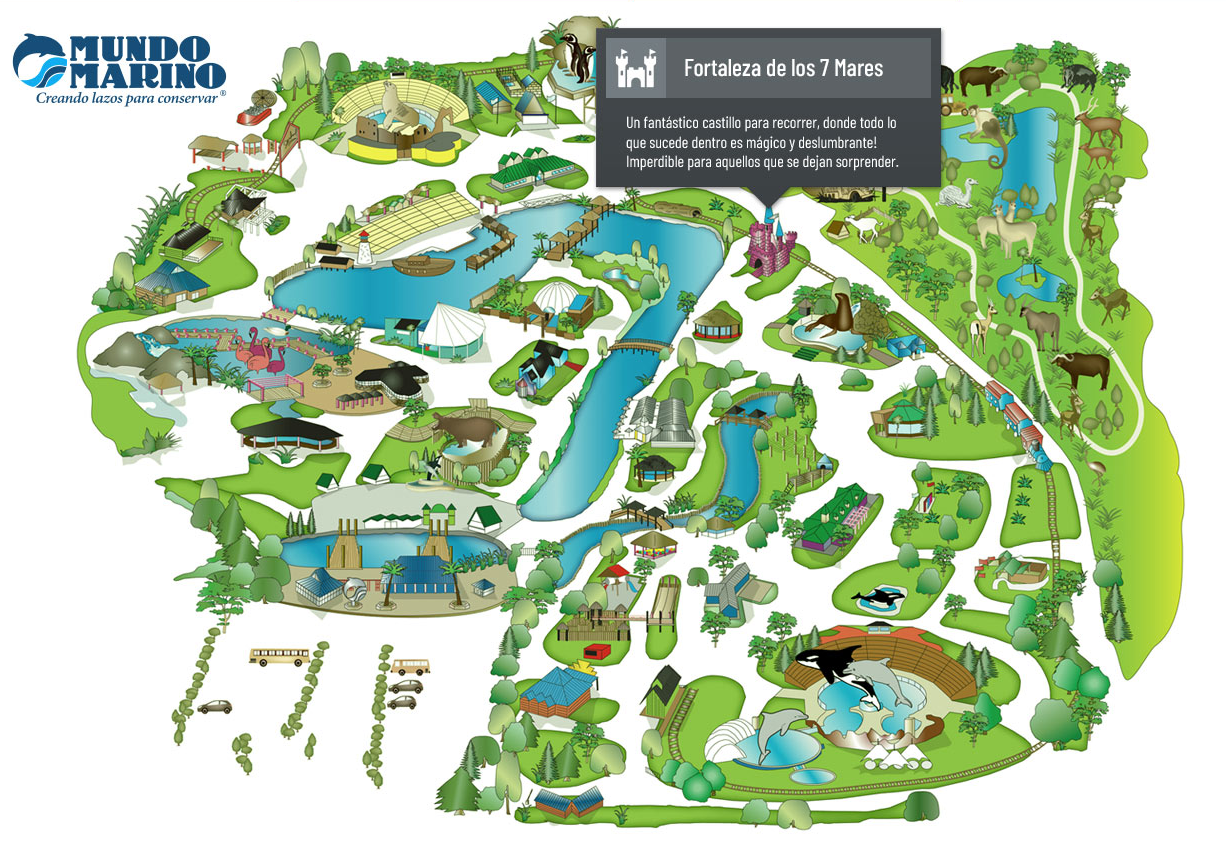 MUNDO
MARINO
Creando lazos para conservar®
Fortaleza de los 7 Mares
Un fantástico castillo para recorrer, donde todo lo
que sucede dentro es mágico y deslumbrante!
Imperdible para aquellos que se dejan sorprender.